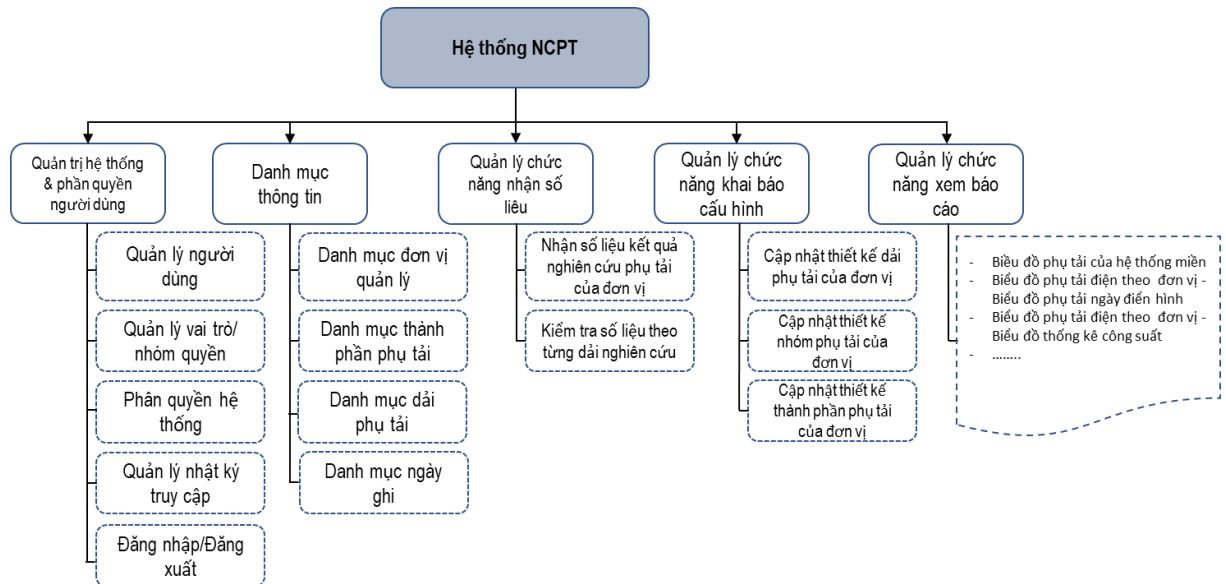 Hệ thống NCPT
Quản trị hệ thống
& phần quyền
người dùng
Danh mục
thông tin
Quản lý chức
năng nhận số
liêu
Quản lý chức
năng khai báo
cấu hình
Quản lý chức
năng xem báo
cáo
Quản lý người
dùng
Quản lý vai trò/
nhóm quyền
Phân quyền hệ
thống
Quản lý nhật ký
truy cập
Đăng nhập/Đăng
xuất
Danh mục đơn vị
quản lý
Danh mục thành
phần phụ tải
Danh mục dải
phụ tải
Danh mục ngày
ghi
Nhận số liệu kết quả
nghiên cứu phụ tải
của đơn vị
Kiểm tra số liệu theo
từng dải nghiên cứu
Cập nhật thiết kế dải
phụ tải của đơn vị
Cập nhật thiết kế
nhóm phụ tải của
đơn vị
Cập nhật thiết kế
thành phần phụ tải
của đơn vị
- Biều đồ phụ tải của hệ thống miền
- Biểu đồ phụ tải điện theo đơn vị -
Biểu đồ phụ tải ngày điển hình
- Biểu đồ phụ tải điện theo đơn vị -
Biểu đồ thống kê công suất
- ........